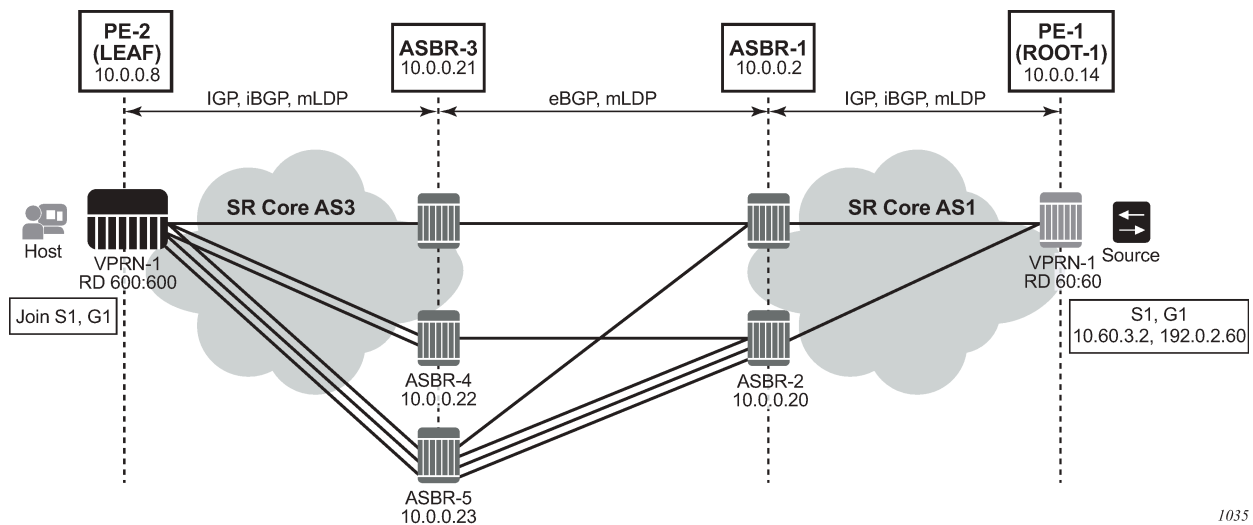 PE-2
(LEAF)
10.0.0.8
ASBR-3
10.0.0.21
ASBR-1
10.0.0.2
PE-1
(ROOT-1)
10.0.0.14
IGP, iBGP, mLDP
eBGP, mLDP
IGP, iBGP, mLDP
SR Core AS3
SR Core AS1
Host
Source
VPRN-1
RD 600:600
VPRN-1
RD 60:60
Join S1, G1
S1, G1
10.60.3.2, 192.0.2.60
ASBR-4
10.0.0.22
ASBR-2
10.0.0.20
ASBR-5
10.0.0.23
1035